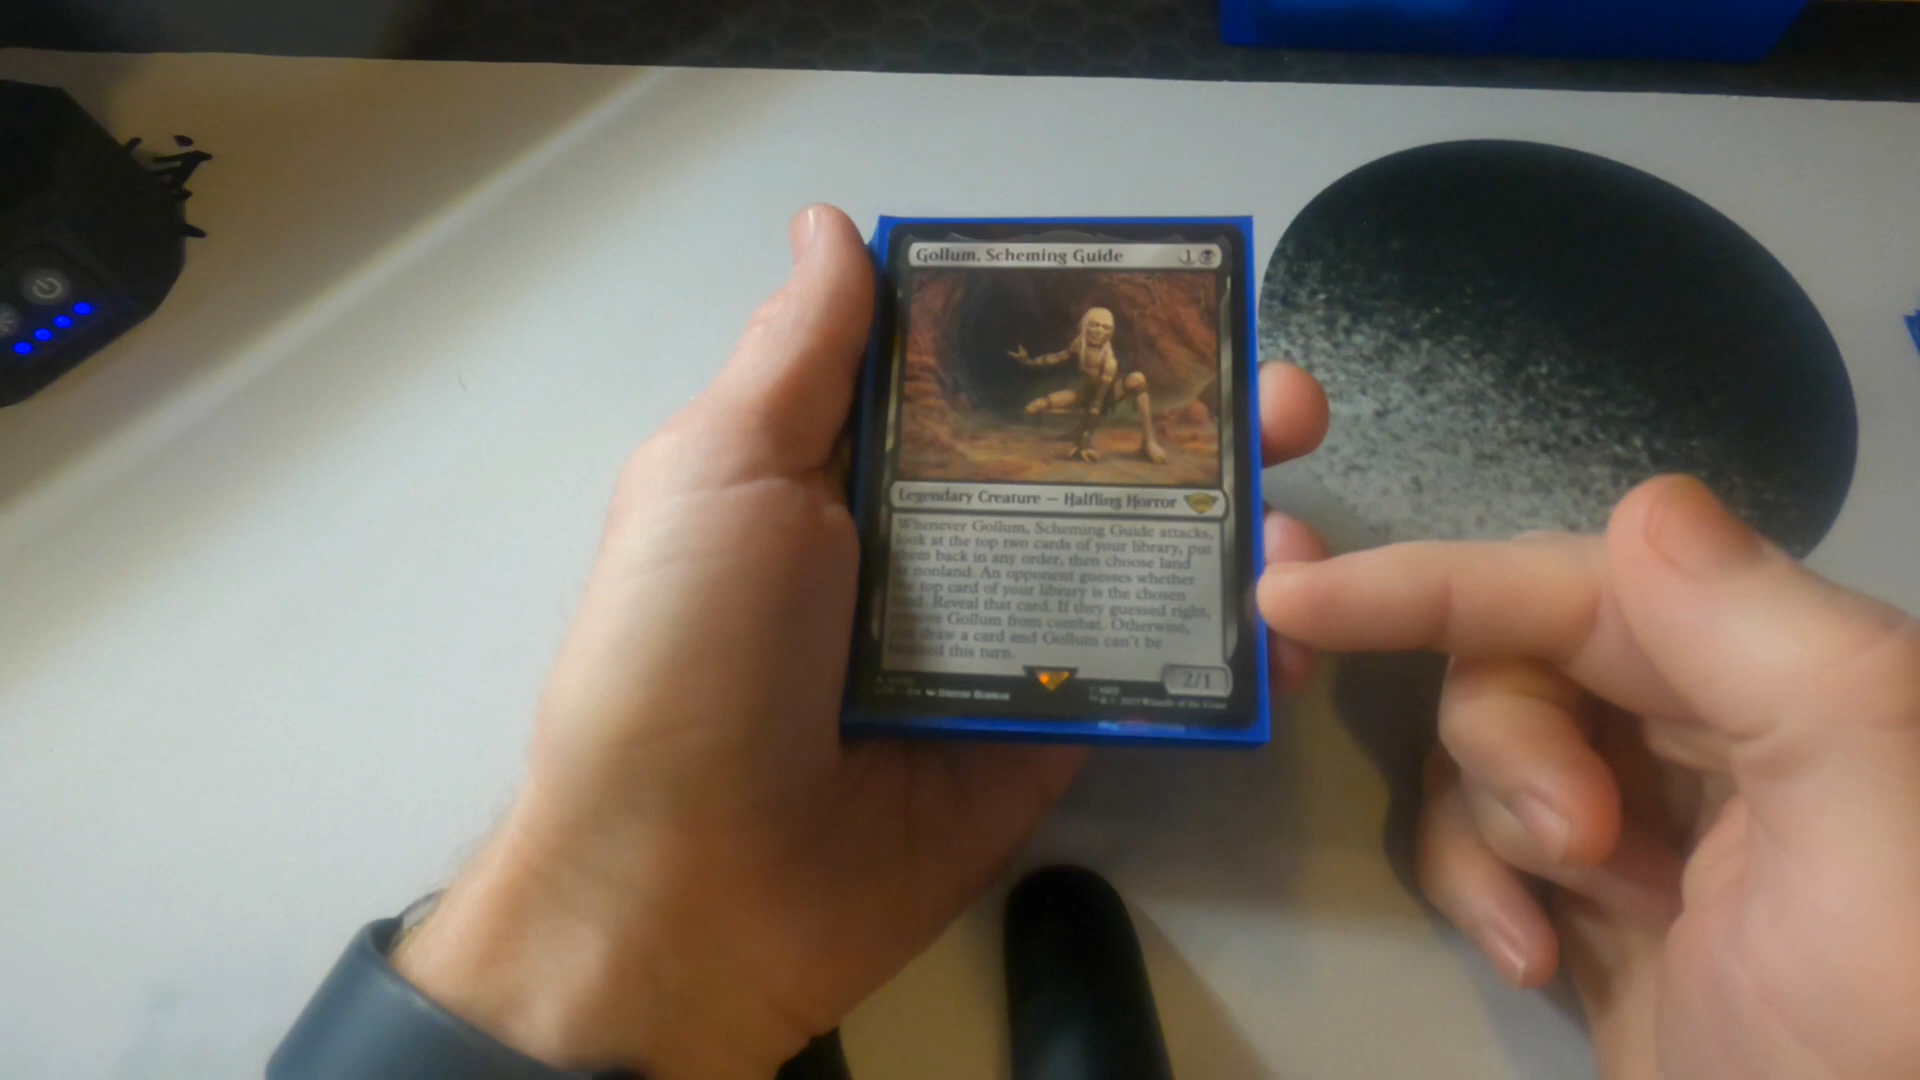 Gollum, Scheming Guide 1
Legendary Creature — Halfling Horror
Whenever Gollum, Scheming Guide attacks,
look at the top two cards of your library, put
them back in any order, then choose land
or nonland. An opponent guesses whether
the top card of your library is the chosen
kind. Reveal that card. If they guessed right,
remove Gollum from combat. Otherwise,
you draw a card and Gollum can't be
blocked this turn.
2/1